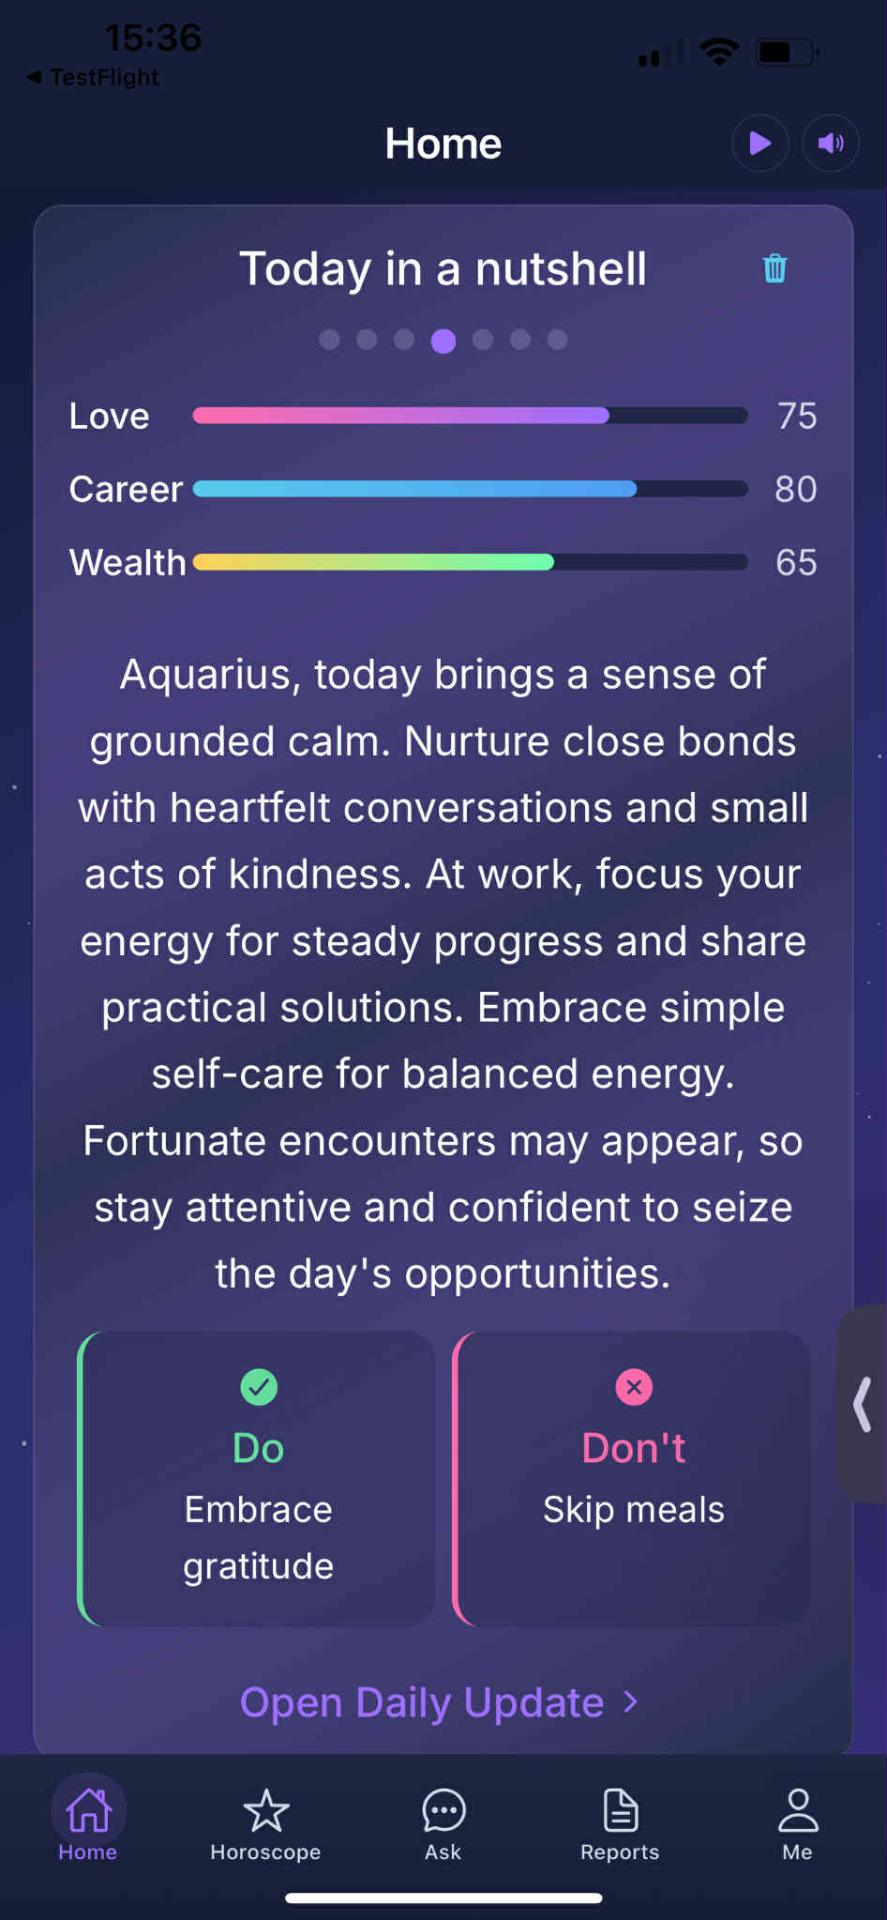 15:36
◀ TestFlight
Home
Today in a nutshell
Love 75
Career 80
Wealth 65
Aquarius, today brings a sense of
grounded calm. Nurture close bonds
with heartfelt conversations and small
acts of kindness. At work, focus your
energy for steady progress and share
practical solutions. Embrace simple
self-care for balanced energy.
Fortunate encounters may appear, so
stay attentive and confident to seize
the day's opportunities.
Do
Embrace
gratitude
Don't
Skip meals
Open Daily Update >
Home
Horoscope
Ask
Reports
Me